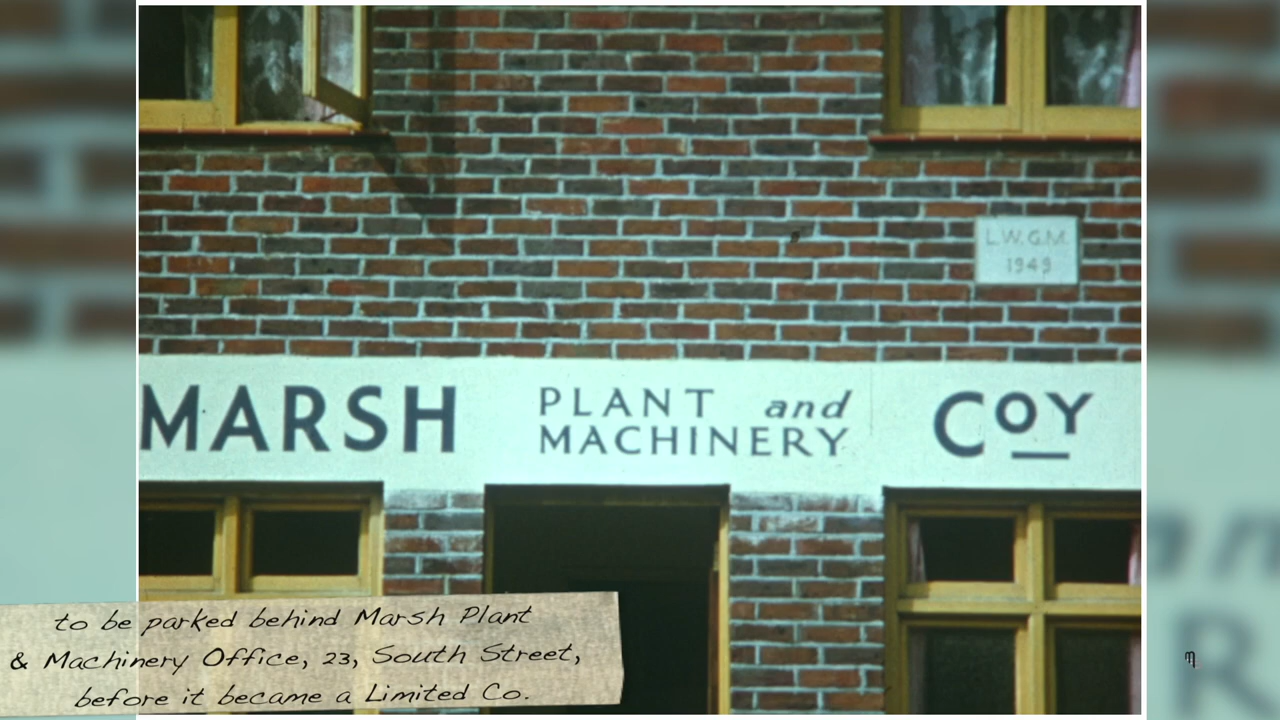 L.W.G.M.
1949
MARSH PLANT and MACHINERY COY
to be parked behind Marsh Plant
& Machinery Office, 23, South Street,
before it became a Limited Co.